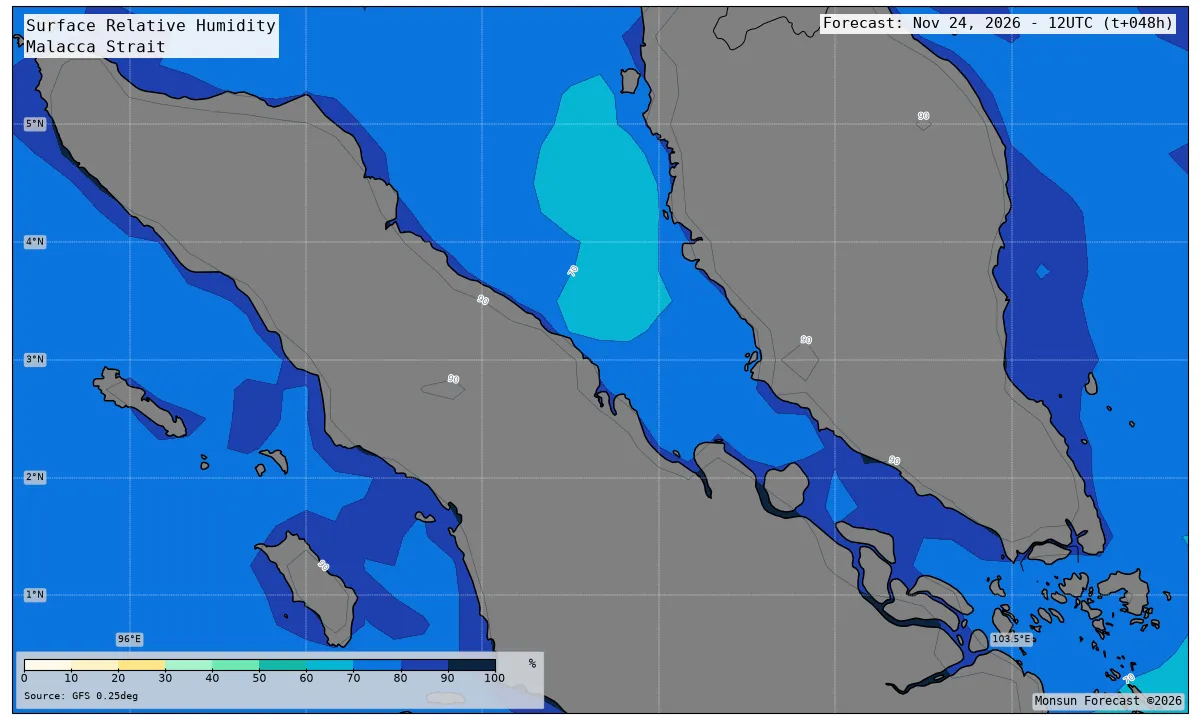 Surface Relative Humidity
Malacca Strait
Forecast: Nov 24, 2026 - 12UTC (t+048h)
90
5°N
4°N
70
90
90
3°N
90
90
2°N
90
1°N
96°E
103.5°E
%
0 10 20 30 40 50 60 70 80 90 100
Source: GFS 0.25deg
70
Monsun Forecast ©2026